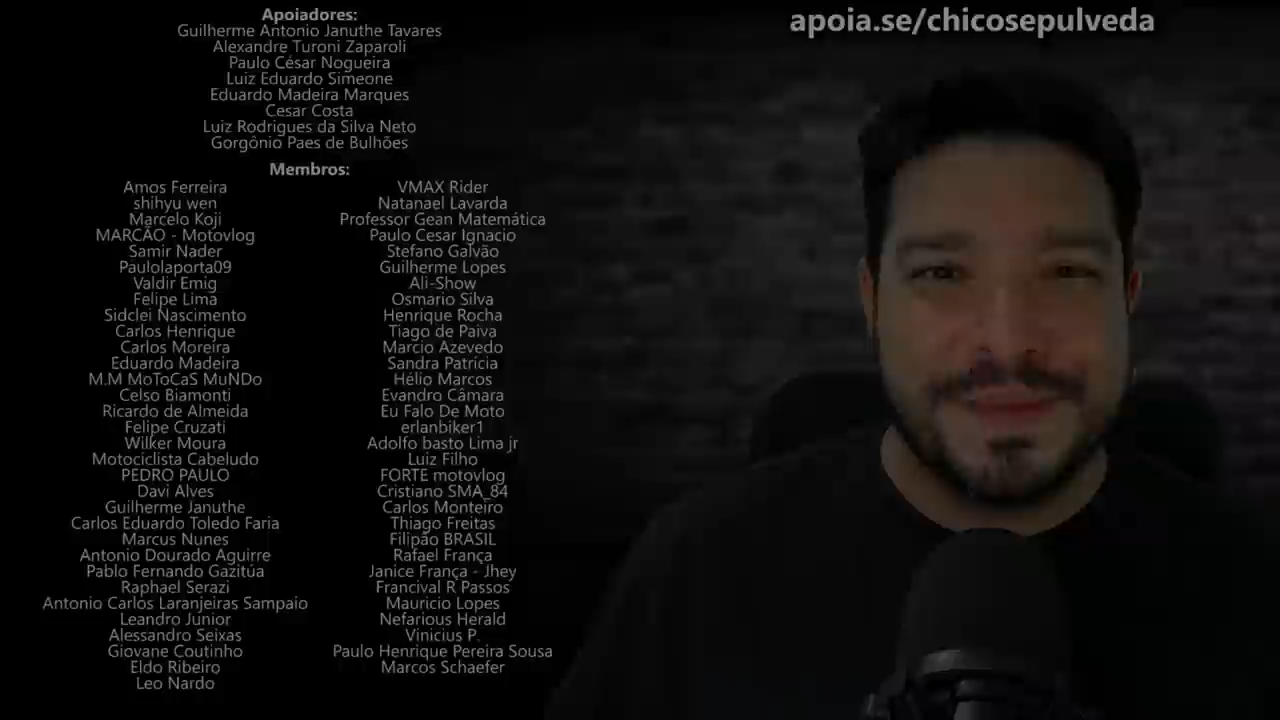 apoia.se/chicosepulveda
Apoiadores:
Guilherme Antonio Januthe Tavares
Alexandre Turoni Zaparoli
Paulo César Nogueira
Luiz Eduardo Simeone
Eduardo Madeira Marques
Cesar Costa
Luiz Rodrigues da Silva Neto
Gorgônio Paes de Bulhões
Membros:
Amos Ferreira
shihyu wen
Marcelo Koji
MARCÃO - Motovlog
Samir Nader
Paulolaporta09
Valdir Emig
Felipe Lima
Sidclei Nascimento
Carlos Henrique
Carlos Moreira
Eduardo Madeira
M.M MoToCaS MuNDo
Celso Biamonti
Ricardo de Almeida
Felipe Cruzati
Wilker Moura
Motociclista Cabeludo
PEDRO PAULO
Davi Alves
Guilherme Januthe
Carlos Eduardo Toledo Faria
Marcus Nunes
Antonio Dourado Aguirre
Pablo Fernando Gazitúa
Raphael Serazi
Antonio Carlos Laranjeiras Sampaio
Leandro Junior
Alessandro Seixas
Giovane Coutinho
Eldo Ribeiro
Leo Nardo
VMAX Rider
Natanael Lavarda
Professor Gean Matemática
Paulo Cesar Ignacio
Stefano Galvão
Guilherme Lopes
Ali-Show
Osmario Silva
Henrique Rocha
Tiago de Paiva
Marcio Azevedo
Sandra Patrícia
Hélio Marcos
Evandro Câmara
Eu Falo De Moto
erlanbiker1
Adolfo basto Lima jr
Luiz Filho
FORTE motovlog
Cristiano SMA_84
Carlos Monteiro
Thiago Freitas
Filipão BRASIL
Rafael França
Janice França - Jhey
Francival R Passos
Mauricio Lopes
Nefarious Herald
Vinicius P.
Paulo Henrique Pereira Sousa
Marcos Schaefer